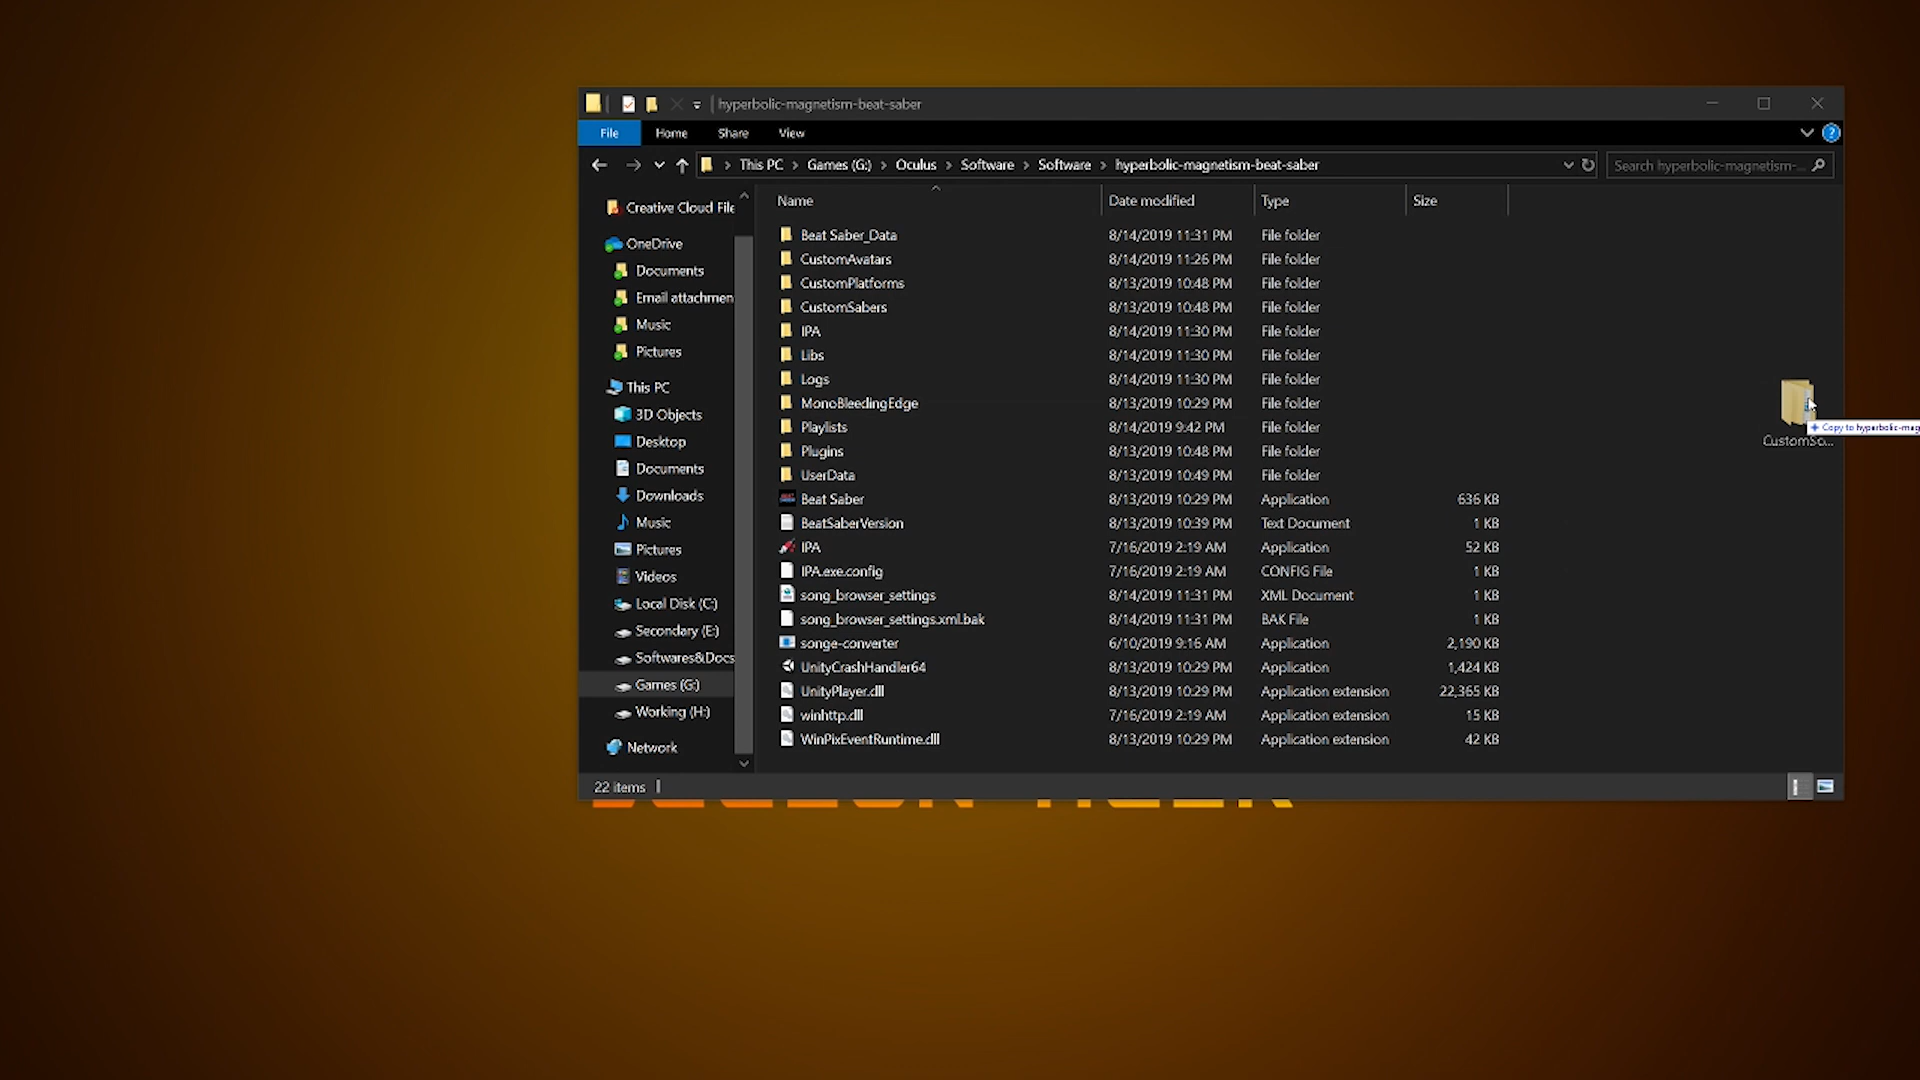 hyperbolic-magnetism-beat-saber
File Home Share View
This PC Games (G:) Oculus Software Software hyperbolic-magnetism-beat-saber
Search hyperbolic-magnetism-...
Creative Cloud File
OneDrive
Documents
Email attachmen
Music
Pictures
This PC
3D Objects
Desktop
Documents
Downloads
Music
Pictures
Videos
Local Disk (C:)
Secondary (E:)
Softwares&Docs
Games (G:)
Working (H:)
Network
Name Date modified Type Size
Beat Saber_Data 8/14/2019 11:31 PM File folder
CustomAvatars 8/14/2019 11:26 PM File folder
CustomPlatforms 8/13/2019 10:48 PM File folder
CustomSabers 8/13/2019 10:48 PM File folder
IPA 8/14/2019 11:30 PM File folder
Libs 8/14/2019 11:30 PM File folder
Logs 8/14/2019 11:30 PM File folder
MonoBleedingEdge 8/13/2019 10:29 PM File folder
Playlists 8/14/2019 9:42 PM File folder
Plugins 8/13/2019 10:48 PM File folder
UserData 8/13/2019 10:49 PM File folder
Beat Saber 8/13/2019 10:29 PM Application 636 KB
BeatSaberVersion 8/13/2019 10:39 PM Text Document 1 KB
IPA 7/16/2019 2:19 AM Application 52 KB
IPA.exe.config 7/16/2019 2:19 AM CONFIG File 1 KB
song_browser_settings 8/14/2019 11:31 PM XML Document 1 KB
song_browser_settings.xml.bak 8/14/2019 11:31 PM BAK File 1 KB
songe-converter 6/10/2019 9:16 AM Application 2,190 KB
UnityCrashHandler64 8/13/2019 10:29 PM Application 1,424 KB
UnityPlayer.dll 8/13/2019 10:29 PM Application extension 22,365 KB
winhttp.dll 7/16/2019 2:19 AM Application extension 15 KB
WinPixEventRuntime.dll 8/13/2019 10:29 PM Application extension 42 KB
Copy to hyperbolic-mag
CustomSo...
22 items